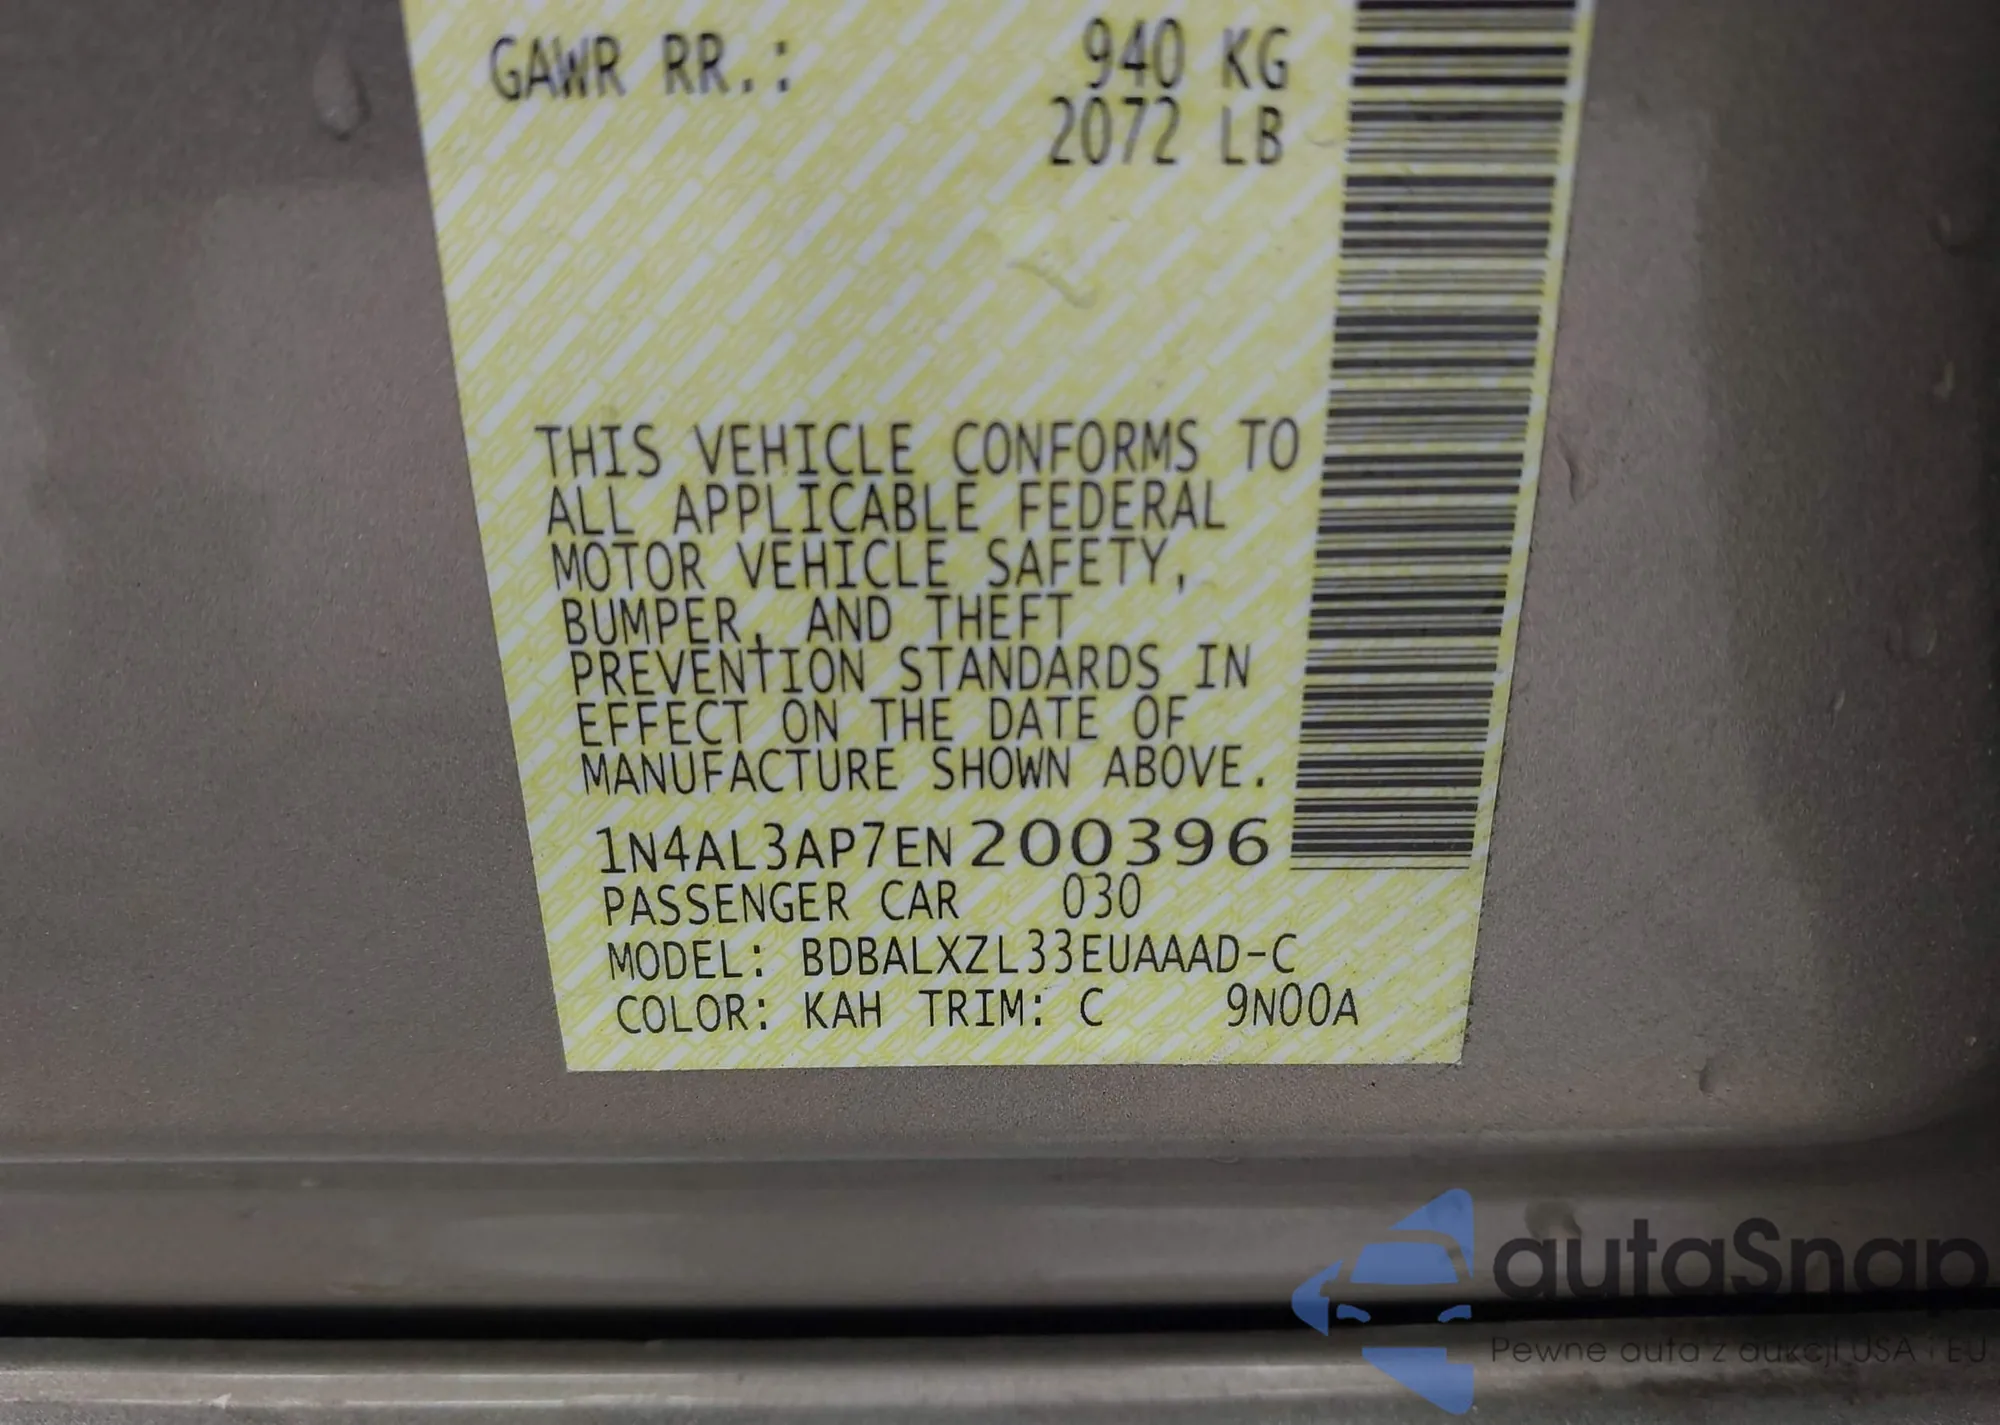 GAWR RR.: 940 KG
2072 LB
THIS VEHICLE CONFORMS TO
ALL APPLICABLE FEDERAL
MOTOR VEHICLE SAFETY,
BUMPER, AND THEFT
PREVENTION STANDARDS IN
EFFECT ON THE DATE OF
MANUFACTURE SHOWN ABOVE.
1N4AL3AP7EN200396
PASSENGER CAR 030
MODEL: BDBALXZL33EUAAAD-C
COLOR: KAH TRIM: C 9N00A
autaSnap
Pewne auta z aukcji USA i EU